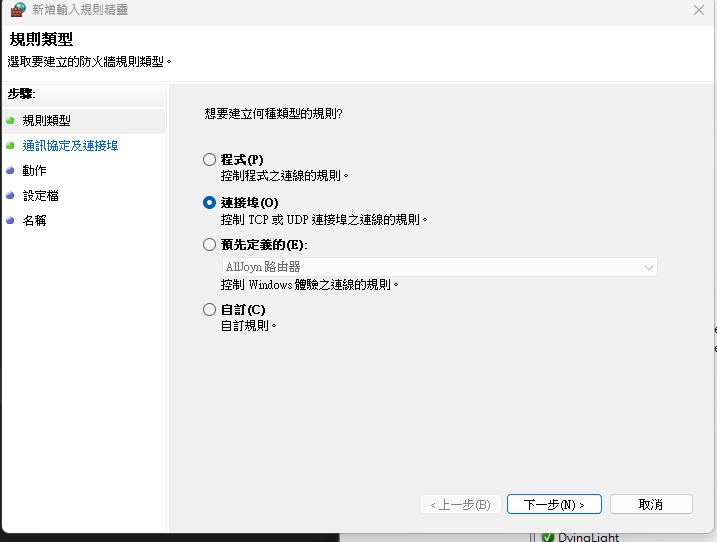 新增輸入規則精靈
規則類型
選取要建立的防火牆規則類型。
步驟:
規則類型
通訊協定及連接埠
動作
設定檔
名稱
想要建立何種類型的規則?
程式(P)
控制程式之連線的規則。
連接埠(O)
控制 TCP 或 UDP 連接埠之連線的規則。
預先定義的(E):
AllJoyn 路由器
控制 Windows 體驗之連線的規則。
自訂(C)
自訂規則。
< 上一步(B)
下一步(N) >
取消
DyingLight